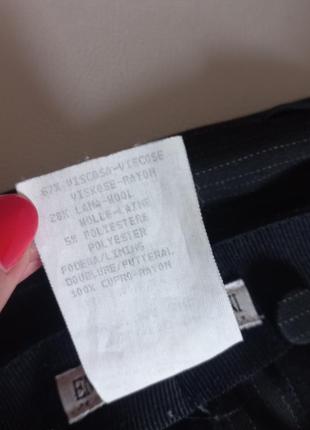 67% VISCOSA-VISCOSE
VISKOSE-RAYON
28% LANA-WOOL
WOLLE-LAINE
5% POLIESTERE
POLYESTER
FODERA/LINING
DOUBLURE/FUTTERAL
100% CUPRO-RAYON